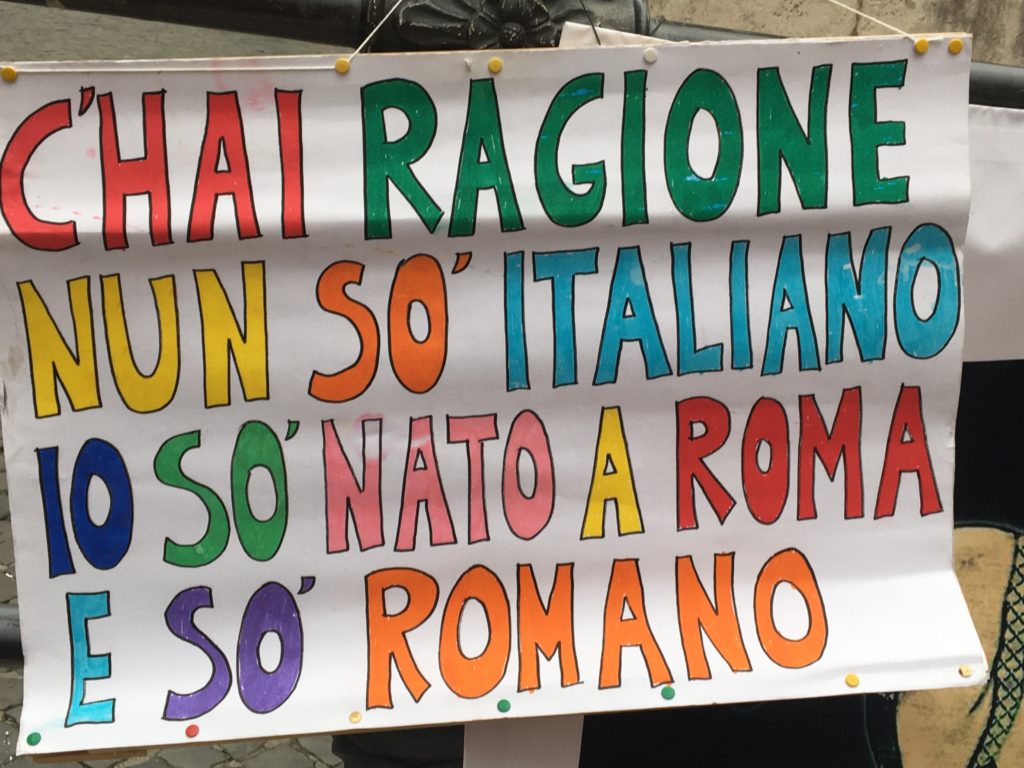 C'HAI RAGIONE
NUN SO' ITALIANO
IO SO' NATO A ROMA
E SO' ROMANO